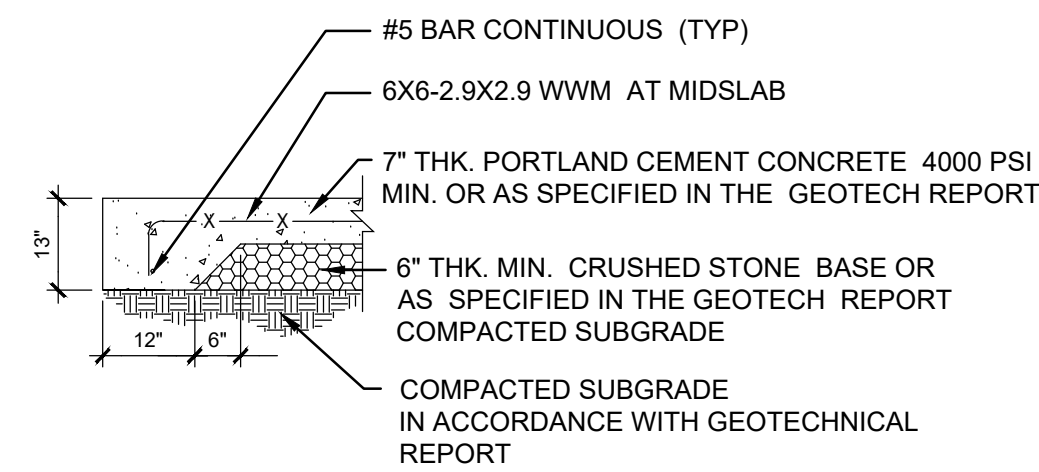 #5 BAR CONTINUOUS (TYP)
6X6-2.9X2.9 WWM AT MIDSLAB
7" THK. PORTLAND CEMENT CONCRETE 4000 PSI
MIN. OR AS SPECIFIED IN THE GEOTECH REPORT
13"
X X
6" THK. MIN. CRUSHED STONE BASE OR
AS SPECIFIED IN THE GEOTECH REPORT
COMPACTED SUBGRADE
12" 6"
COMPACTED SUBGRADE
IN ACCORDANCE WITH GEOTECHNICAL
REPORT